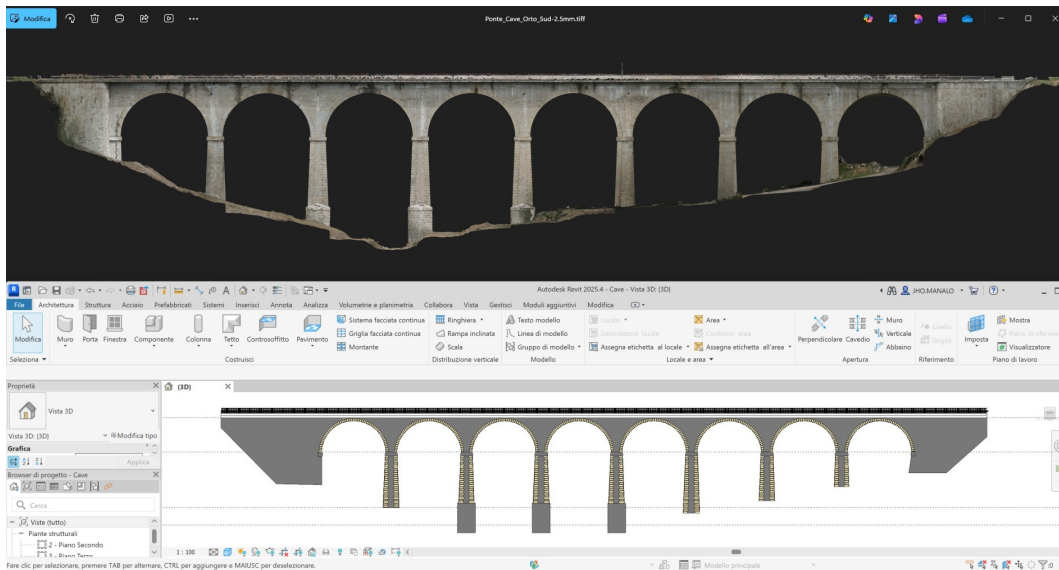 Modifica
Ponte_Cave_Orto_Sud-2.5mm.tiff
Autodesk Revit 2025.4 - Cave - Vista 3D: {3D}
JHO.MANALO
File Architettura Struttura Acciaio Prefabbricati Sistemi Inserisci Annota Analizza Volumetrie e planimetria Collabora Vista Gestisci Moduli aggiuntivi Modifica
Modifica
Muro Porta Finestra Componente Colonna Tetto Controsoffitto Pavimento
Sistema facciata continua
Griglia facciata continua
Montante
Ringhiera
Rampa inclinata
Scala
Testo modello
Linea di modello
Gruppo di modello
Locale
Delimitatore locale
Assegna etichetta al locale
Area
Contorno area
Assegna etichetta all'area
Perpendicolare Cavedio
Muro
Verticale
Abbaino
Livello
Griglia
Imposta
Mostra
Piano di riferime
Visualizzatore
Seleziona Costruisci Distribuzione verticale Modello Locale e area Apertura Riferimento Piano di lavoro
Proprietà
{3D}
Vista 3D
Vista 3D: {3D}
Modifica tipo
Grafica
Applica
Browser di progetto - Cave
Cerca
Viste (tutto)
Piante strutturali
2 - Piano Secondo
3 - Piano Terzo
1 : 100
Fare clic per selezionare, premere TAB per alternare, CTRL per aggiungere e MAIUSC per deselezionare.
Modello principale
:0